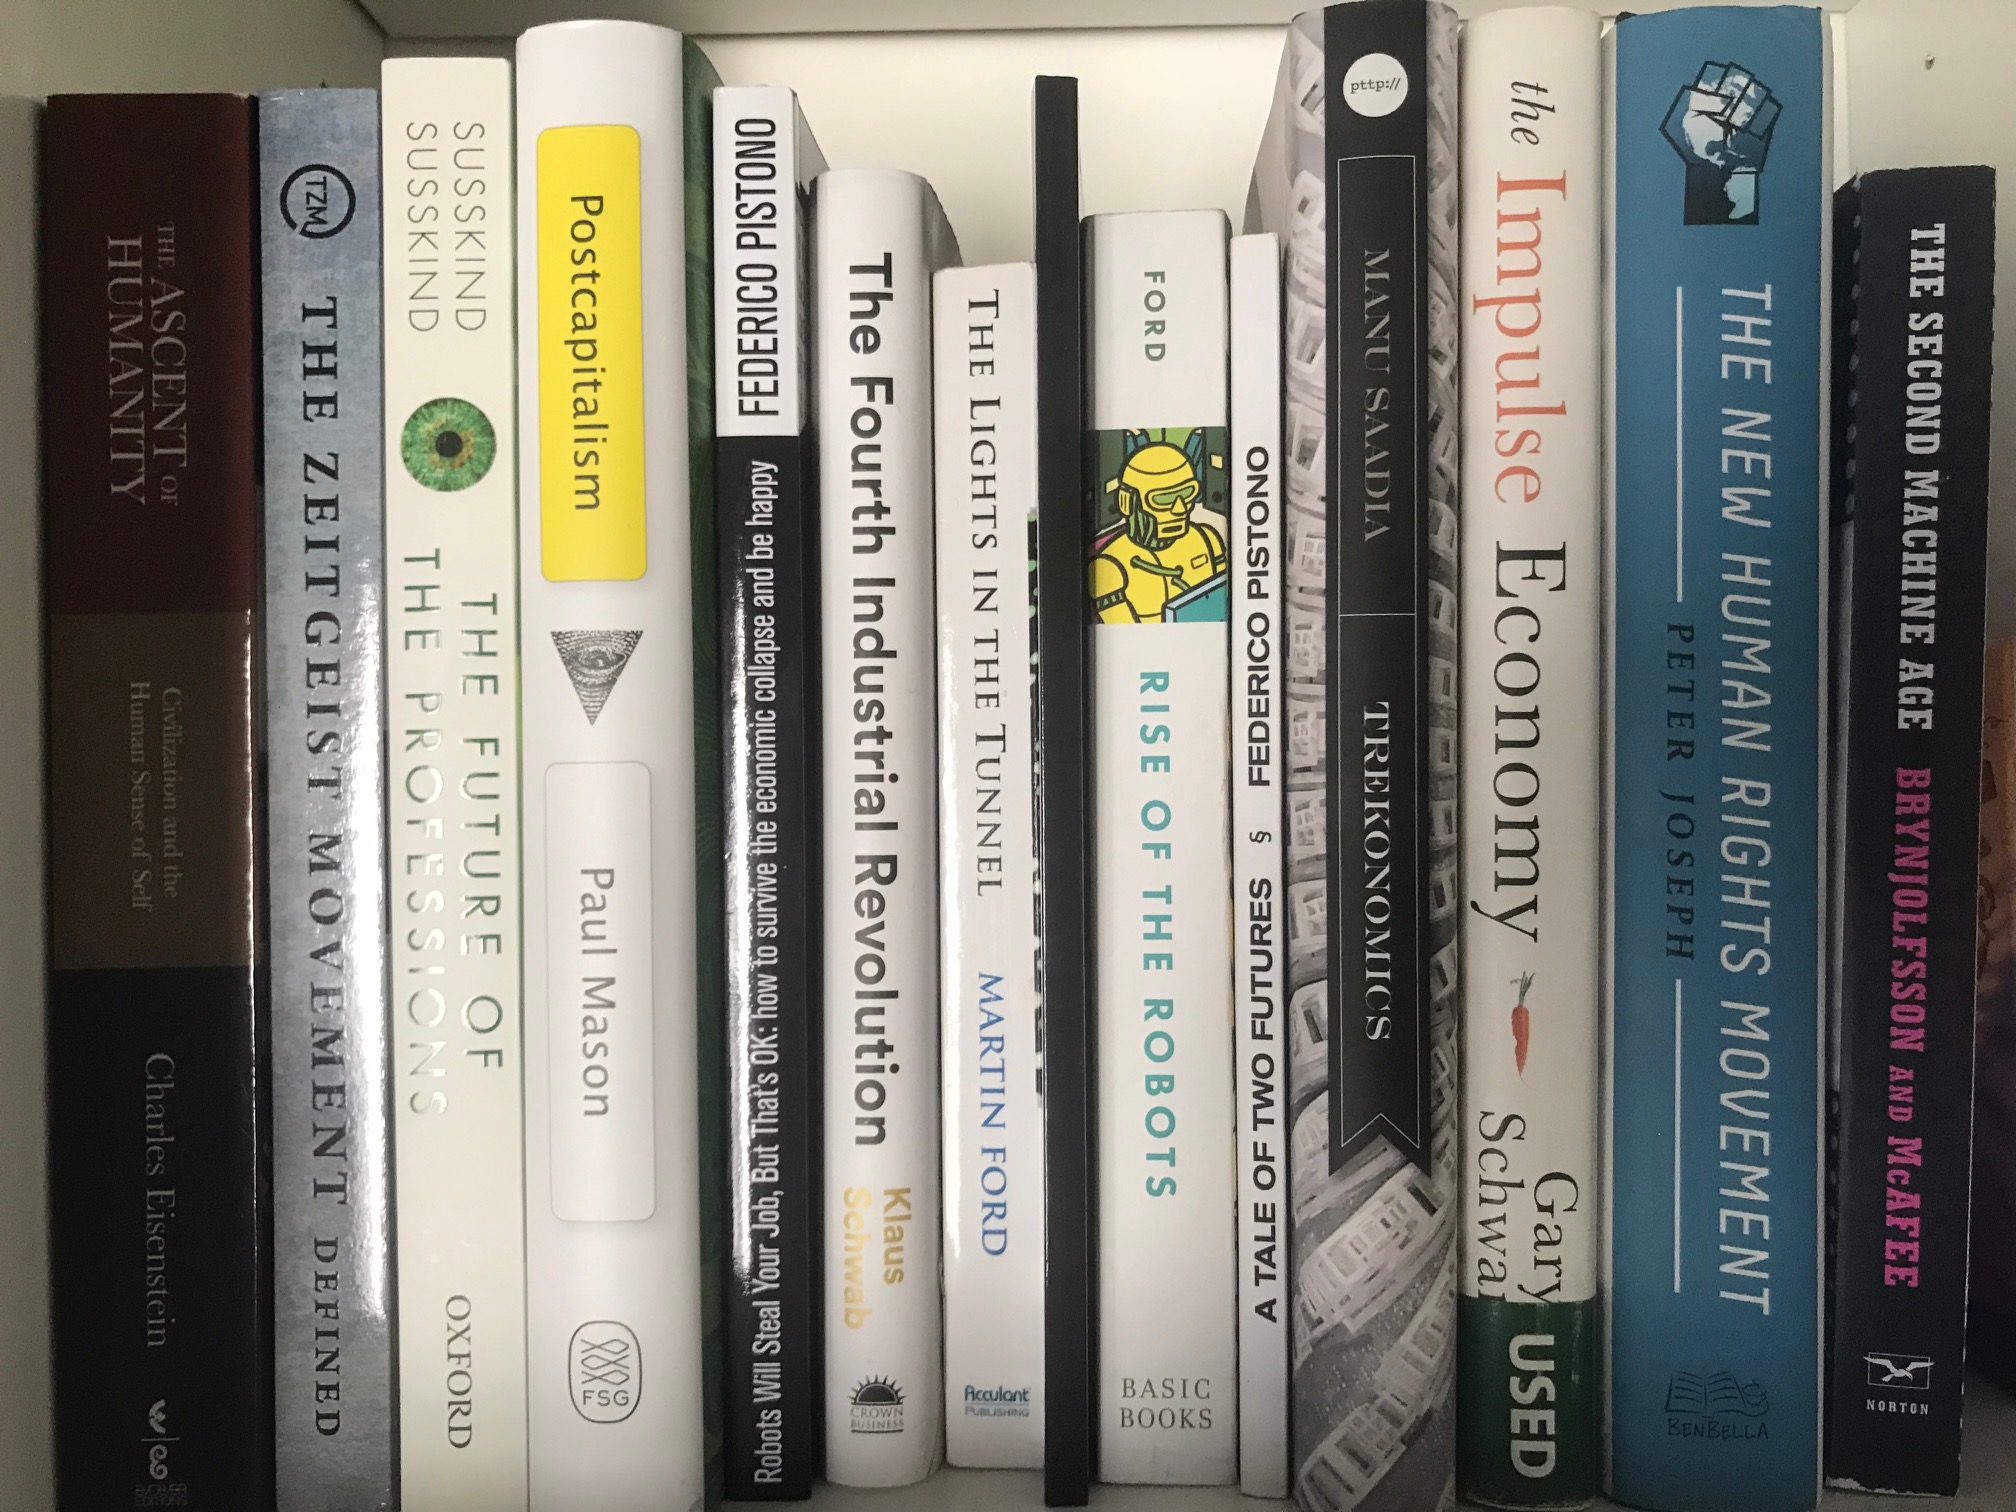 THE ASCENT OF
HUMANITY
Civilization and the
Human Sense of Self
Charles Eisenstein
EVOLVER
EDITIONS
TZM
THE ZEITGEIST MOVEMENT DEFINED
SUSSKIND
SUSSKIND
THE FUTURE OF
THE PROFESSIONS
OXFORD
Postcapitalism
Paul Mason
FSG
FEDERICO PISTONO
Robots Will Steal Your Job, But That's OK: how to survive the economic collapse and be happy
The Fourth Industrial Revolution
Klaus
Schwab
CROWN
BUSINESS
THE LIGHTS IN THE TUNNEL
MARTIN FORD
Acculant
PUBLISHING
FORD
RISE OF THE ROBOTS
BASIC
BOOKS
A TALE OF TWO FUTURES § FEDERICO PISTONO
pttp://
MANU SAADIA
TREKONOMICS
the Impulse Economy
Gary
Schwa
USED
THE NEW HUMAN RIGHTS MOVEMENT
PETER JOSEPH
BENBELLA
THE SECOND MACHINE AGE BRYNJOLFSSON AND McAFEE
NORTON